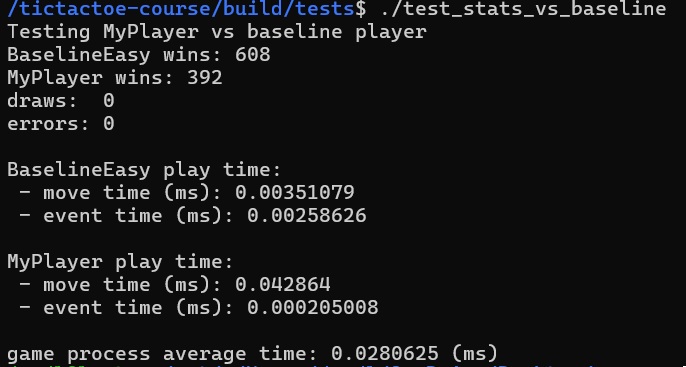 /tictactoe-course/build/tests$ ./test_stats_vs_baseline
Testing MyPlayer vs baseline player
BaselineEasy wins: 608
MyPlayer wins: 392
draws:  0
errors: 0
BaselineEasy play time:
 - move time (ms): 0.00351079
 - event time (ms): 0.00258626
MyPlayer play time:
 - move time (ms): 0.042864
 - event time (ms): 0.000205008
game process average time: 0.0280625 (ms)